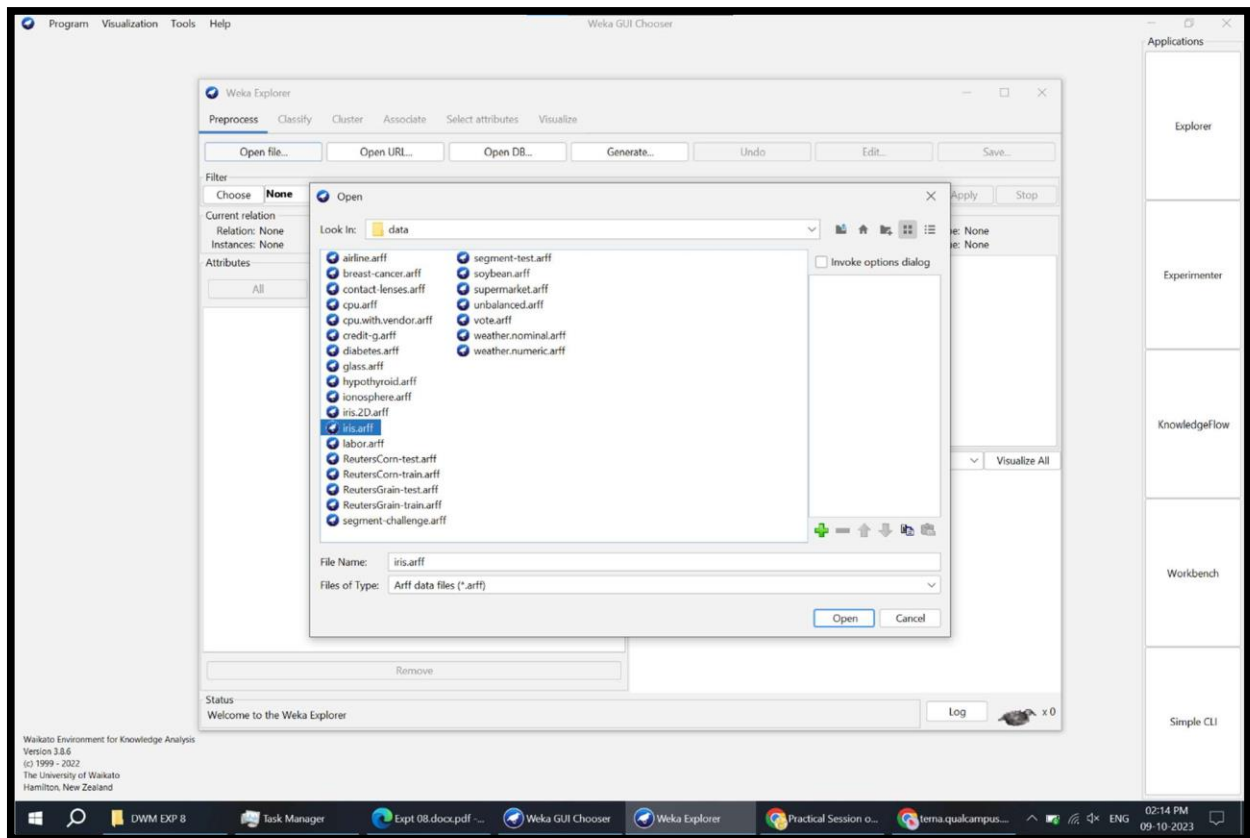 Program Visualization Tools Help Weka GUI Chooser
Applications
Explorer
Experimenter
KnowledgeFlow
Workbench
Simple CLI
Weka Explorer
Preprocess Classify Cluster Associate Select attributes Visualize
Open file... Open URL... Open DB... Generate... Undo Edit... Save...
Filter
Choose None Apply Stop
Current relation
Relation: None
Instances: None
e: None
e: None
Attributes
All
Visualize All
Remove
Open
Look In: data
airline.arff
breast-cancer.arff
contact-lenses.arff
cpu.arff
cpu.with.vendor.arff
credit-g.arff
diabetes.arff
glass.arff
hypothyroid.arff
ionosphere.arff
iris.2D.arff
iris.arff
labor.arff
ReutersCorn-test.arff
ReutersCorn-train.arff
ReutersGrain-test.arff
ReutersGrain-train.arff
segment-challenge.arff
segment-test.arff
soybean.arff
supermarket.arff
unbalanced.arff
vote.arff
weather.nominal.arff
weather.numeric.arff
Invoke options dialog
File Name: iris.arff
Files of Type: Arff data files (*.arff)
Open Cancel
Status
Welcome to the Weka Explorer
Log x 0
Waikato Environment for Knowledge Analysis
Version 3.8.6
(c) 1999 - 2022
The University of Waikato
Hamilton, New Zealand
DWM EXP 8 Task Manager Expt 08.docx.pdf -... Weka GUI Chooser Weka Explorer Practical Session o... terna.qualcampus.... ENG
02:14 PM
09-10-2023